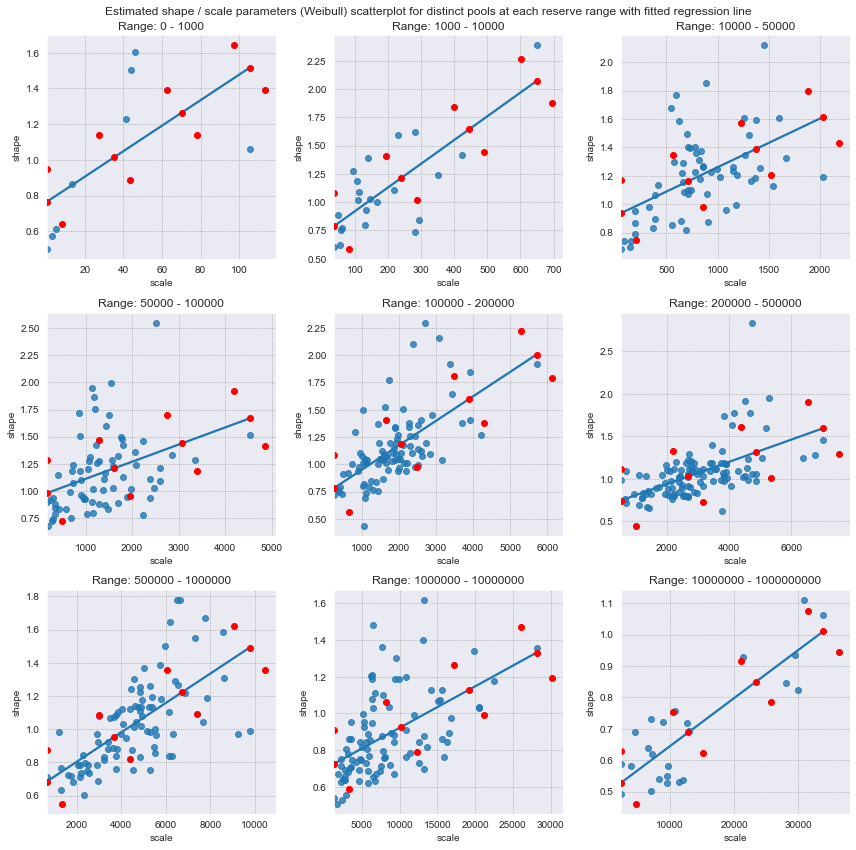 Estimated shape / scale parameters (Weibull) scatterplot for distinct pools at each reserve range with fitted regression line
Range: 0 - 1000
shape
1.6
1.4
1.2
1.0
0.8
0.6
20 40 60 80 100
scale
Range: 1000 - 10000
shape
2.25
2.00
1.75
1.50
1.25
1.00
0.75
0.50
100 200 300 400 500 600 700
scale
Range: 10000 - 50000
shape
2.0
1.8
1.6
1.4
1.2
1.0
0.8
500 1000 1500 2000
scale
Range: 50000 - 100000
shape
2.50
2.25
2.00
1.75
1.50
1.25
1.00
0.75
1000 2000 3000 4000 5000
scale
Range: 100000 - 200000
shape
2.25
2.00
1.75
1.50
1.25
1.00
0.75
0.50
1000 2000 3000 4000 5000 6000
scale
Range: 200000 - 500000
shape
2.5
2.0
1.5
1.0
0.5
2000 4000 6000
scale
Range: 500000 - 1000000
shape
1.8
1.6
1.4
1.2
1.0
0.8
0.6
2000 4000 6000 8000 10000
scale
Range: 1000000 - 10000000
shape
1.6
1.4
1.2
1.0
0.8
0.6
5000 10000 15000 20000 25000 30000
scale
Range: 10000000 - 1000000000
shape
1.1
1.0
0.9
0.8
0.7
0.6
0.5
10000 20000 30000
scale